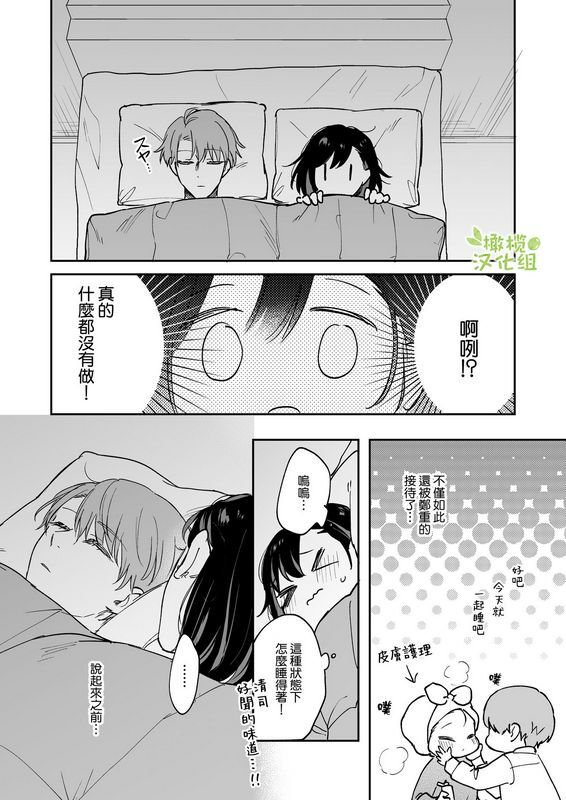 スヤ…
橄榄
汉化组
啊咧!?
真的
什麼都沒有做！
不僅如此
還被鄭重的
接待了…
好吧
今天就
一起睡吧
皮膚護理
噗
噗
嗚嗚…
這種狀態下
怎麼睡得著！
清司
好聞的味道…!!
……
說起來之前…